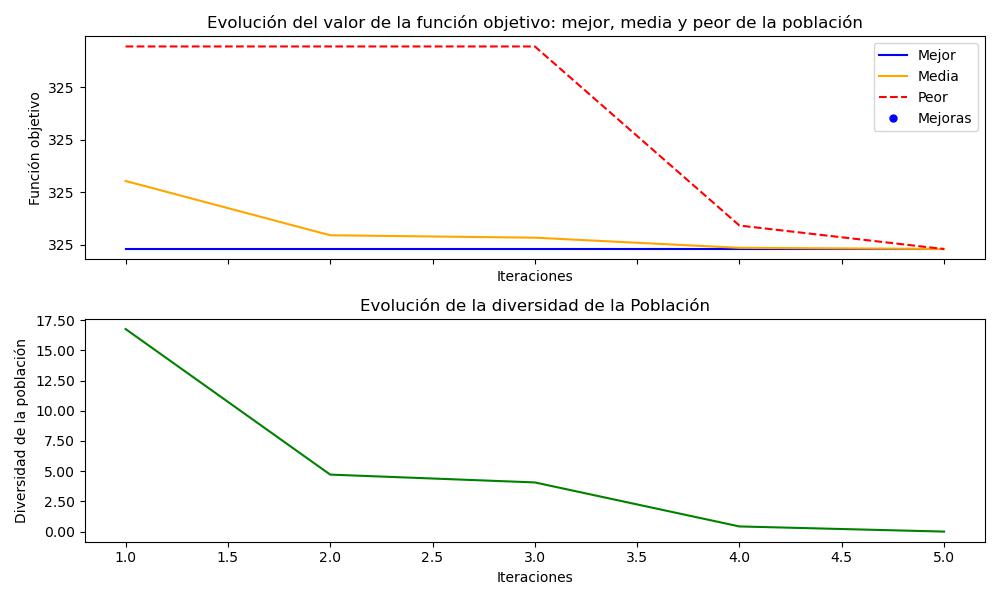 Evolución del valor de la función objetivo: mejor, media y peor de la población
Función objetivo
325
325
325
325
Mejor
Media
Peor
Mejoras
Iteraciones
Evolución de la diversidad de la Población
Diversidad de la población
17.50
15.00
12.50
10.00
7.50
5.00
2.50
0.00
1.0 1.5 2.0 2.5 3.0 3.5 4.0 4.5 5.0
Iteraciones